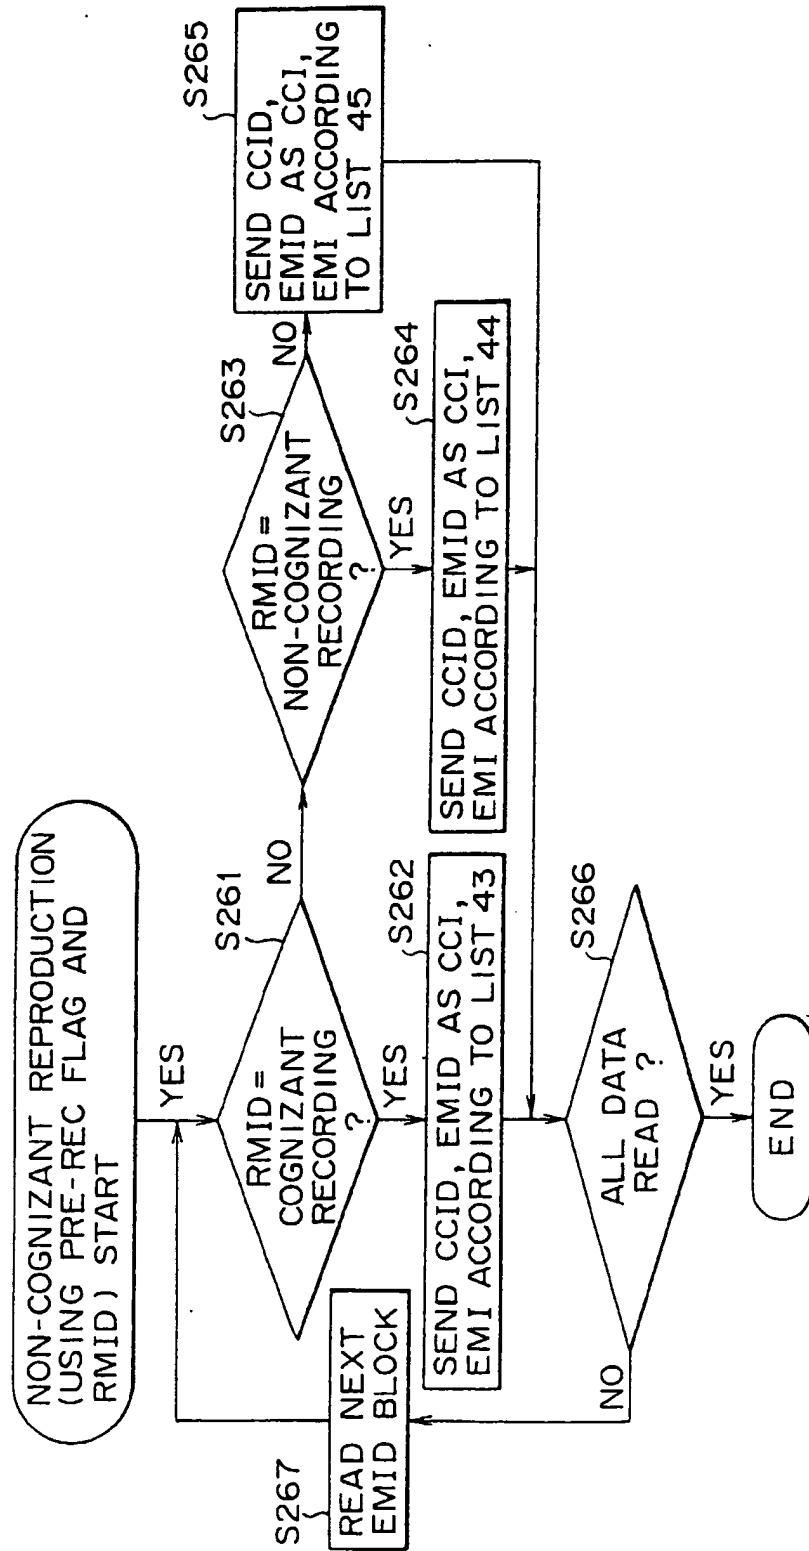 NON-COGNIZANT REPRODUCTION
(USING PRE-REC FLAG AND
RMID) START
YES
S261
RMID=
COGNIZANT
RECORDING
?
NO
YES
S263
RMID=
NON-COGNIZANT
RECORDING
?
NO
YES
S265
SEND CCID,
EMID AS CCI,
EMI ACCORDING
TO LIST 45
S262
SEND CCID, EMID AS CCI,
EMI ACCORDING TO LIST 43
S264
SEND CCID, EMID AS CCI,
EMI ACCORDING TO LIST 44
S267
READ NEXT
EMID BLOCK
S266
ALL DATA
READ ?
NO
YES
END